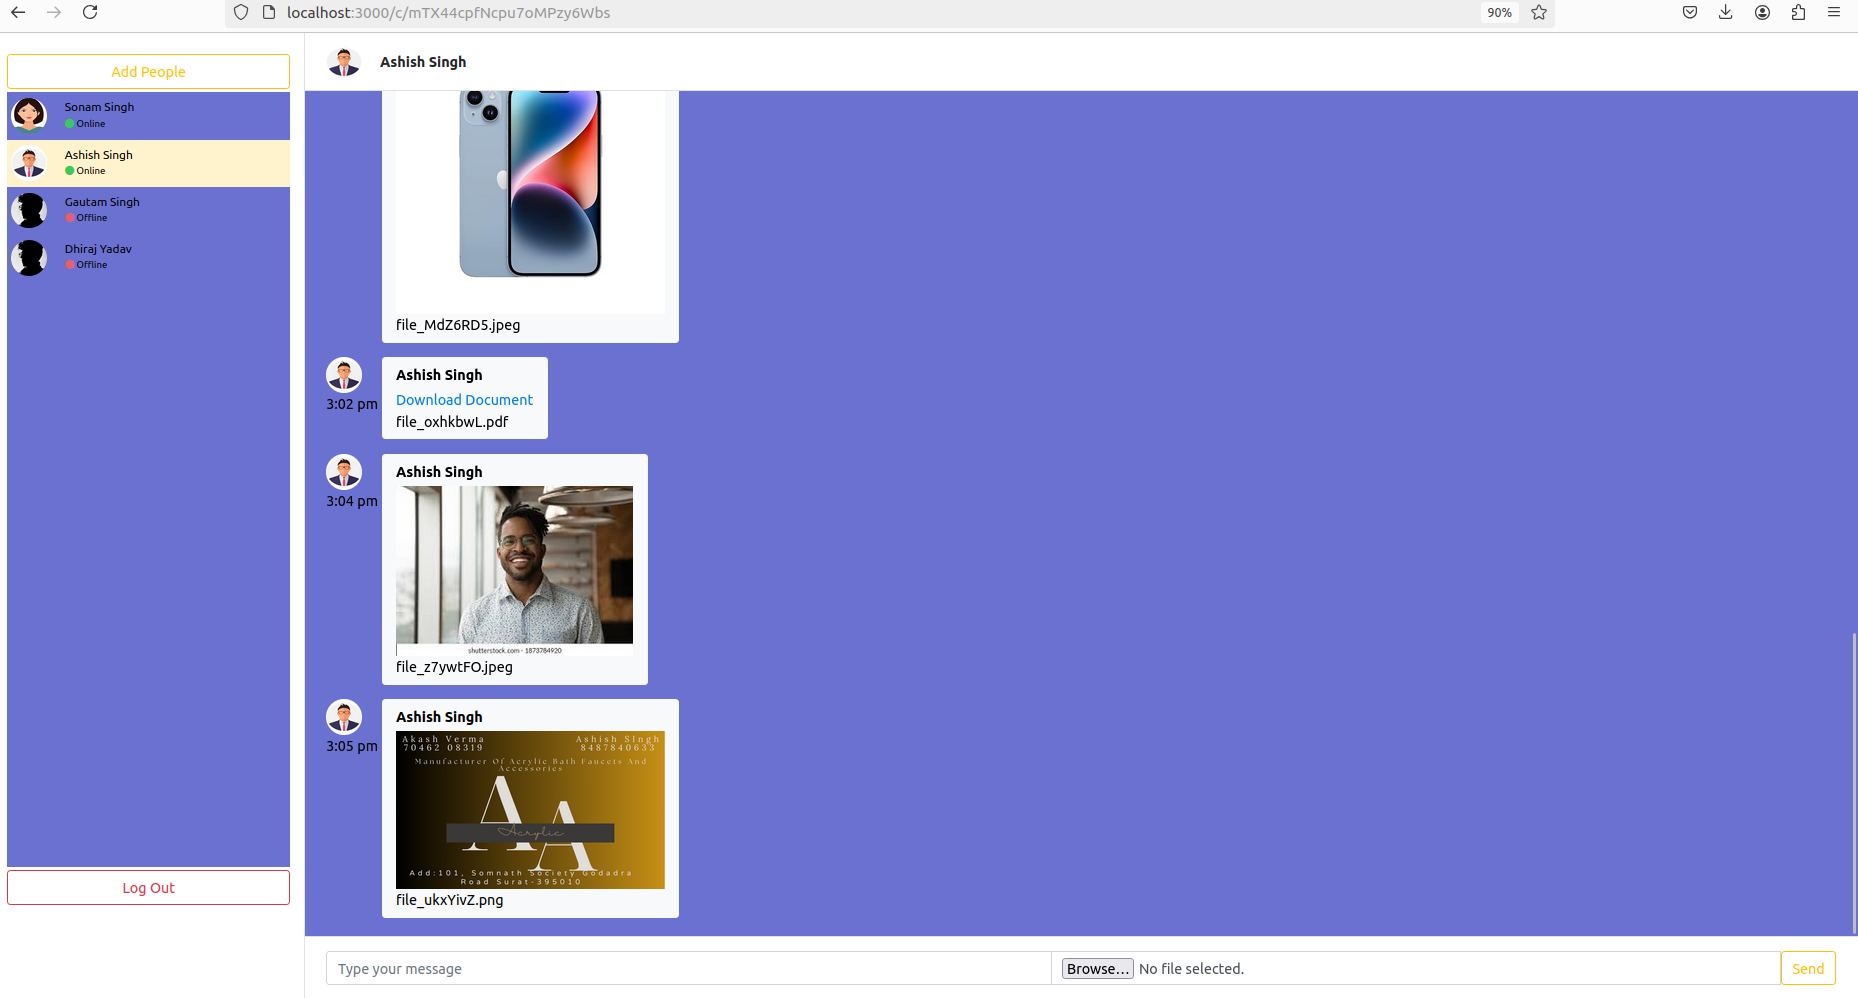 localhost:3000/c/mTX44cpfNcpu7oMPzy6Wbs
90%
Add People
Sonam Singh
Online
Ashish Singh
Online
Gautam Singh
Offline
Dhiraj Yadav
Offline
Log Out
Ashish Singh
file_MdZ6RD5.jpeg
Ashish Singh
3:02 pm
Download Document
file_oxhkbwL.pdf
Ashish Singh
3:04 pm
shutterstock.com · 1873784920
file_z7ywtFO.jpeg
Ashish Singh
3:05 pm
Akash Verma
70462 08319
Ashish SIngh
8487840633
Manufacturer Of Acrylic Bath Faucets And
Accessories
AA
Acrylic
Add:101, Somnath Society Godadra
Road Surat-395010
file_ukxYivZ.png
Type your message
Browse...
No file selected.
Send